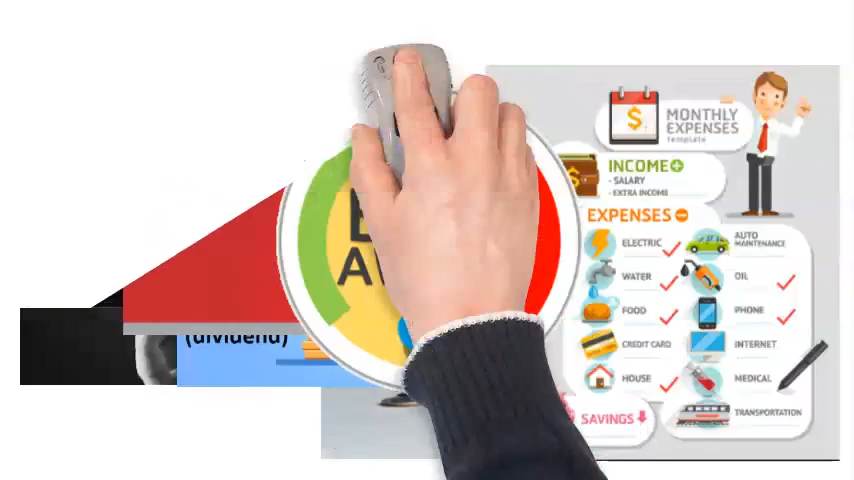 MONTHLY
EXPENSES
template
INCOME
- SALARY
- EXTRA INCOME
EXPENSES
ELECTRIC
AUTO
MAINTENANCE
WATER
OIL
FOOD
PHONE
CREDIT CARD
INTERNET
HOUSE
MEDICAL
SAVINGS
TRANSPORTATION
(dividend)